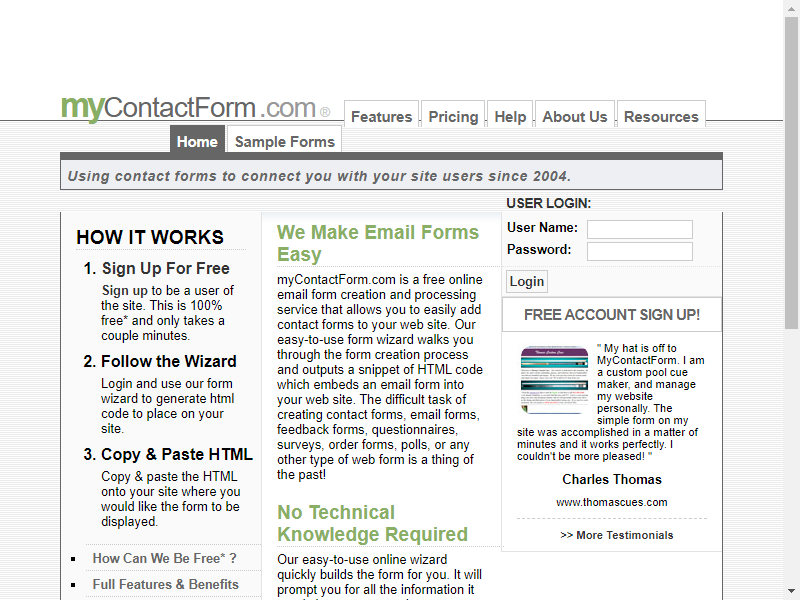 myContactForm.com ®
Features
Pricing
Help
About Us
Resources
Home
Sample Forms
Using contact forms to connect you with your site users since 2004.
HOW IT WORKS
1. Sign Up For Free
Sign up to be a user of
the site. This is 100%
free* and only takes a
couple minutes.
2. Follow the Wizard
Login and use our form
wizard to generate html
code to place on your
site.
3. Copy & Paste HTML
Copy & paste the HTML
onto your site where you
would like the form to be
displayed.
How Can We Be Free* ?
Full Features & Benefits
We Make Email Forms
Easy
myContactForm.com is a free online
email form creation and processing
service that allows you to easily add
contact forms to your web site. Our
easy-to-use form wizard walks you
through the form creation process
and outputs a snippet of HTML code
which embeds an email form into
your web site. The difficult task of
creating contact forms, email forms,
feedback forms, questionnaires,
surveys, order forms, polls, or any
other type of web form is a thing of
the past!
No Technical
Knowledge Required
Our easy-to-use online wizard
quickly builds the form for you. It will
prompt you for all the information it
USER LOGIN:
User Name:
Password:
Login
FREE ACCOUNT SIGN UP!
" My hat is off to
MyContactForm. I am
a custom pool cue
maker, and manage
my website
personally. The
simple form on my
site was accomplished in a matter of
minutes and it works perfectly. I
couldn't be more pleased! "
Charles Thomas
www.thomascues.com
>> More Testimonials